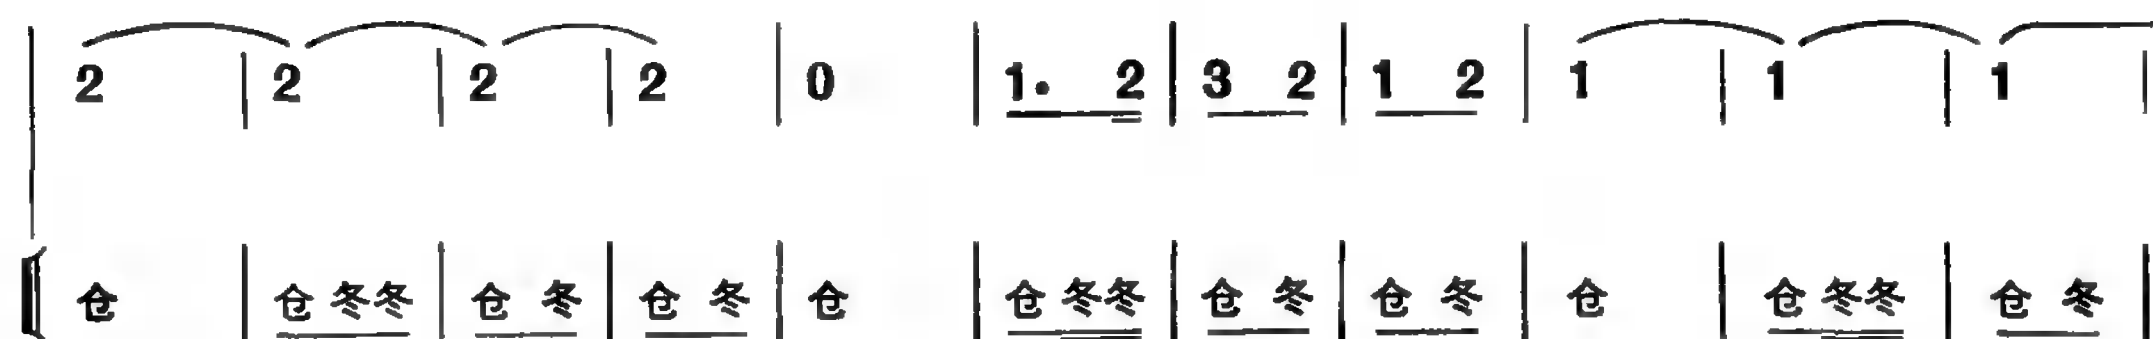 2 | 2 | 2 | 2 | 0 | 1. 2 | 3 2 | 1 2 | 1 | 1 | 1 |
仓 | 仓 冬冬 | 仓 冬 | 仓 冬 | 仓 | 仓 冬冬 | 仓 冬 | 仓 冬 | 仓 | 仓 冬冬 | 仓 冬 |